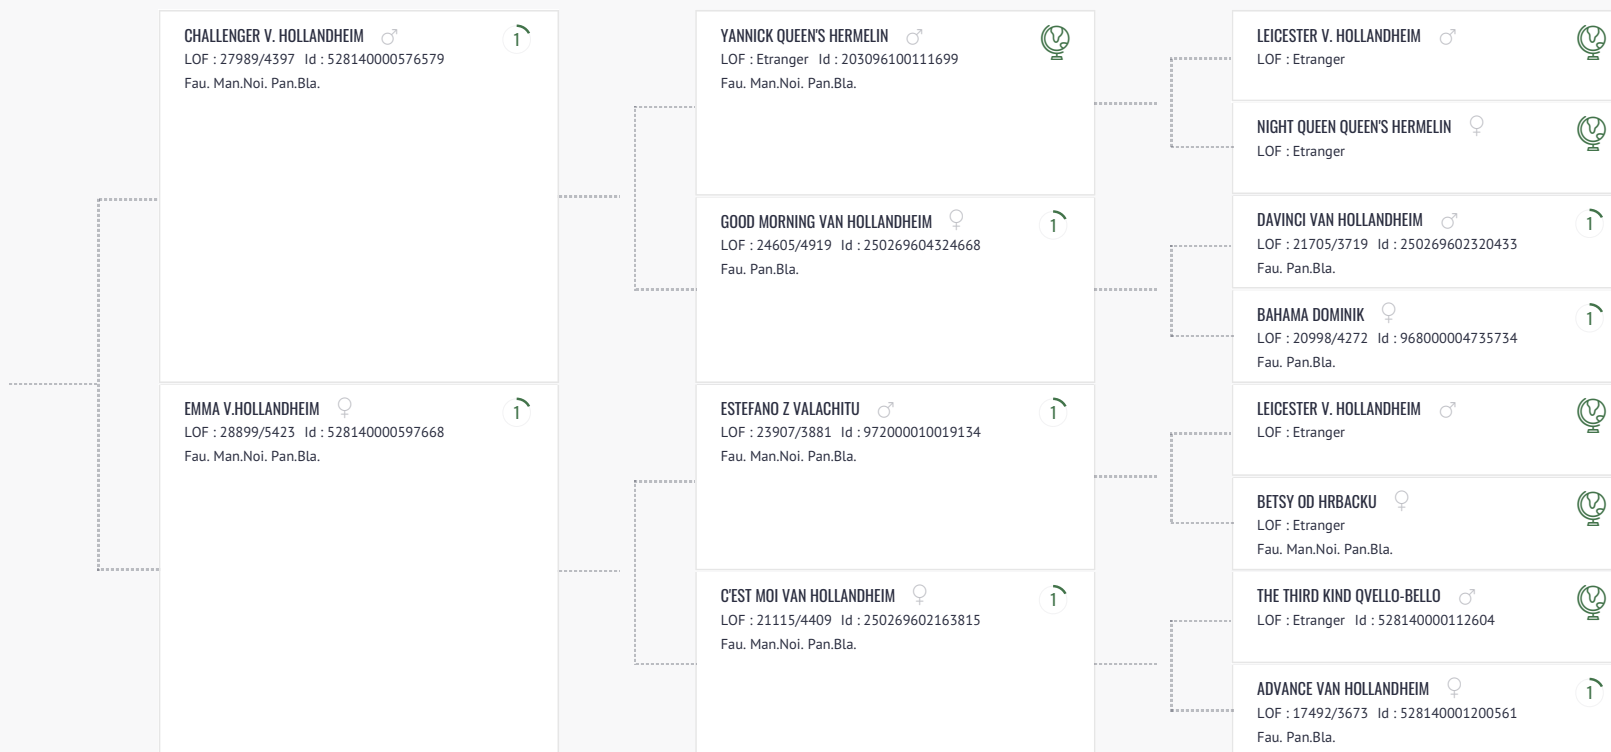 CHALLENGER V. HOLLANDHEIM
1
LOF : 27989/4397 Id : 528140000576579
Fau. Man.Noi. Pan.Bla.
EMMA V.HOLLANDHEIM
1
LOF : 28899/5423 Id : 528140000597668
Fau. Man.Noi. Pan.Bla.
YANNICK QUEEN'S HERMELIN
LOF : Etranger Id : 203096100111699
Fau. Man.Noi. Pan.Bla.
GOOD MORNING VAN HOLLANDHEIM
1
LOF : 24605/4919 Id : 250269604324668
Fau. Pan.Bla.
ESTEFANO Z VALACHITU
1
LOF : 23907/3881 Id : 972000010019134
Fau. Man.Noi. Pan.Bla.
C'EST MOI VAN HOLLANDHEIM
1
LOF : 21115/4409 Id : 250269602163815
Fau. Man.Noi. Pan.Bla.
LEICESTER V. HOLLANDHEIM
LOF : Etranger
NIGHT QUEEN QUEEN'S HERMELIN
LOF : Etranger
DAVINCI VAN HOLLANDHEIM
1
LOF : 21705/3719 Id : 250269602320433
Fau. Pan.Bla.
BAHAMA DOMINIK
1
LOF : 20998/4272 Id : 968000004735734
Fau. Pan.Bla.
LEICESTER V. HOLLANDHEIM
LOF : Etranger
BETSY OD HRBACKU
LOF : Etranger
Fau. Man.Noi. Pan.Bla.
THE THIRD KIND QVELLO-BELLO
LOF : Etranger Id : 528140000112604
ADVANCE VAN HOLLANDHEIM
1
LOF : 17492/3673 Id : 528140001200561
Fau. Pan.Bla.